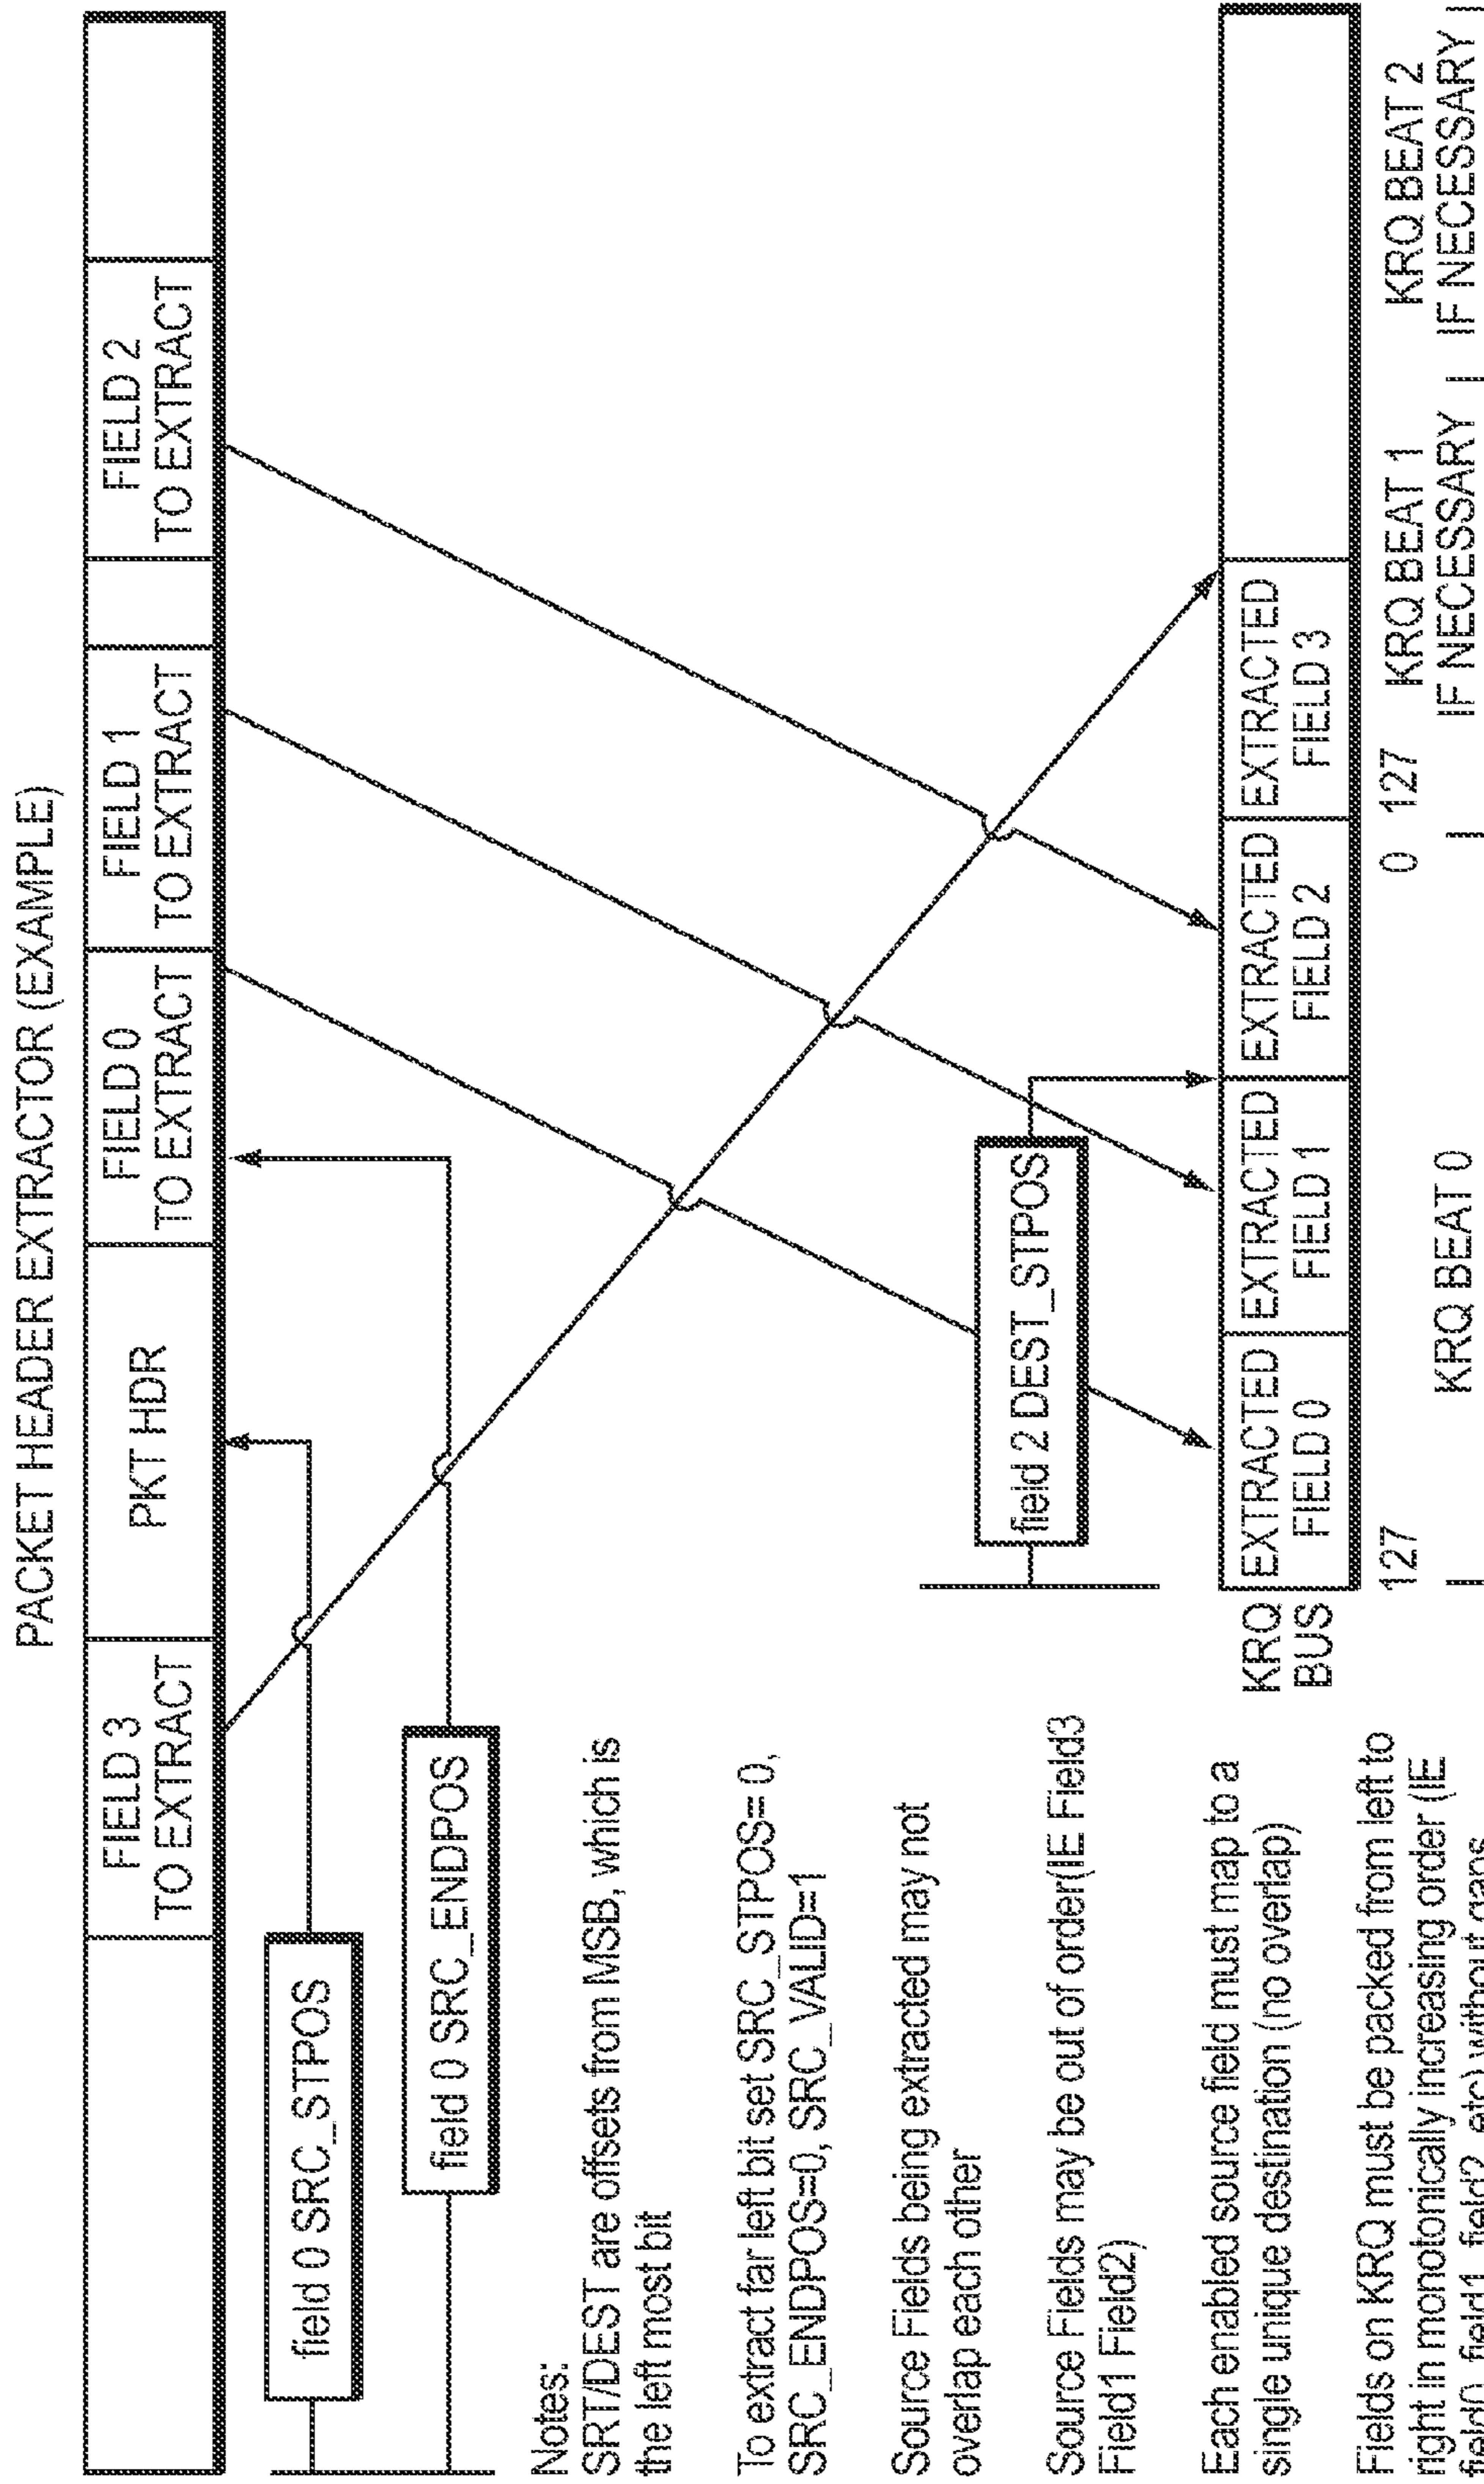 PACKET HEADER EXTRACTOR (EXAMPLE)
FIELD 3
TO EXTRACT
PKT HDR
FIELD 0
TO EXTRACT
FIELD 1
TO EXTRACT
FIELD 2
TO EXTRACT
field 0 SRC_STPOS
field 0 SRC_ENDPOS
Notes:
SRT/DEST are offsets from MSB, which is
the left most bit
To extract far left bit set SRC_STPOS= 0,
SRC_ENDPOS=0, SRC_VALID=1
Source Fields being extracted may not
overlap each other
Source Fields may be out of order(IE Field3
Field1 Field2)
Each enabled source field must map to a
single unique destination (no overlap)
Fields on KRQ must be packed from left to
right in monotonically increasing order (IE
field0, field1, field2, etc) without gaps
field 2 DEST_STPOS
KRQ
BUS
EXTRACTED
FIELD 0
EXTRACTED
FIELD 1
EXTRACTED
FIELD 2
EXTRACTED
FIELD 3
127
0
127
KRQ BEAT 0
KRQ BEAT 1
IF NECESSARY
KRQ BEAT 2
IF NECESSARY